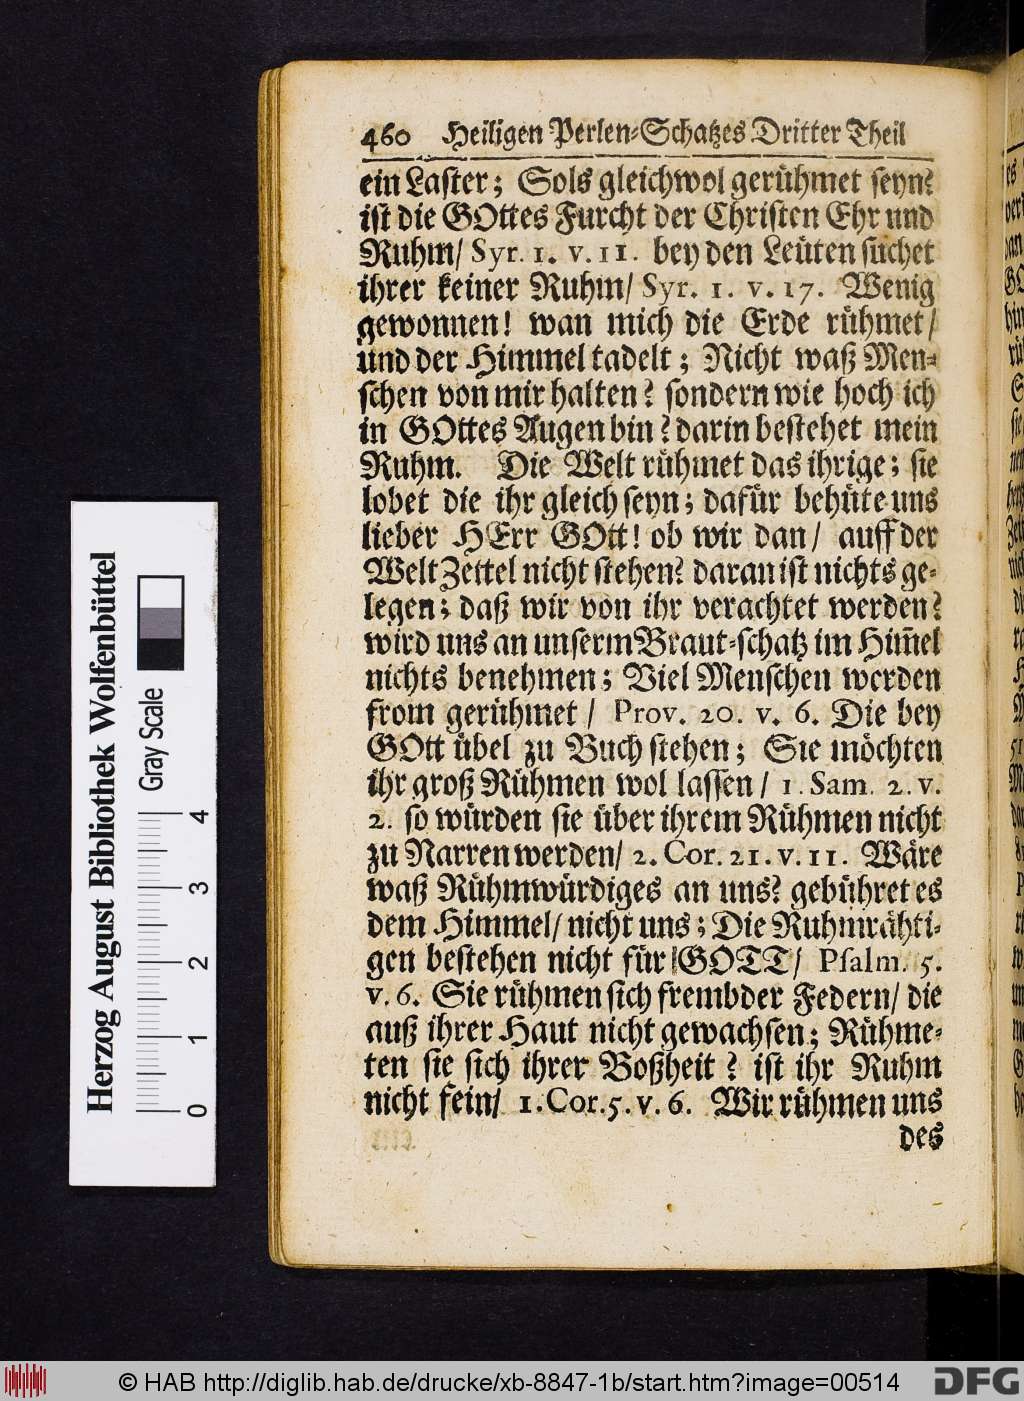 460 Heiligen Perlen-Schatzes Dritter Theil
ein Laster; Sols gleichwol gerühmet seyn?
ist die GOttes Furcht der Christen Ehr und
Ruhm/ Syr. 1. v. 11. bey den Leüten suchet
ihrer keiner Ruhm/ Syr. 1. v. 17. Wenig
gewonnen! wan mich die Erde rühmet/
und der Himmel tadelt; Nicht waß Men-
schen von mir halten? sondern wie hoch ich
in GOttes Augen bin? darin bestehet mein
Ruhm. Die Welt rühmet das ihrige; sie
lobet die ihr gleich seyn; dafür behüte uns
lieber HErr GOtt! ob wir dan/ auff der
Welt Zettel nicht stehen? daran ist nichts ge-
legen; daß wir von ihr verachtet werden?
wird uns an unserm Braut-schatz im Him̃el
nichts benehmen; Viel Menschen werden
from gerühmet/ Prov. 20. v. 6. Die bey
GOtt übel zu Buch stehen; Sie möchten
ihr groß Rühmen wol lassen/ 1. Sam. 2. v.
2. so würden sie über ihrem Rühmen nicht
zu Narren werden/ 2. Cor. 21. v. 11. Wäre
waß Rühmwürdiges an uns? gebühret es
dem Himmel/ nicht uns; Die Ruhmrähti-
gen bestehen nicht für GOTT/ Psalm. 5.
v. 6. Sie rühmen sich frembder Federn/ die
auß ihrer Haut nicht gewachsen; Rühme-
ten sie sich ihrer Boßheit? ist ihr Ruhm
nicht fein/ 1. Cor. 5. v. 6. Wir rühmen uns
des
Herzog August Bibliothek Wolfenbüttel
Gray Scale
0 1 2 3 4
© HAB http://diglib.hab.de/drucke/xb-8847-1b/start.htm?image=00514
DFG